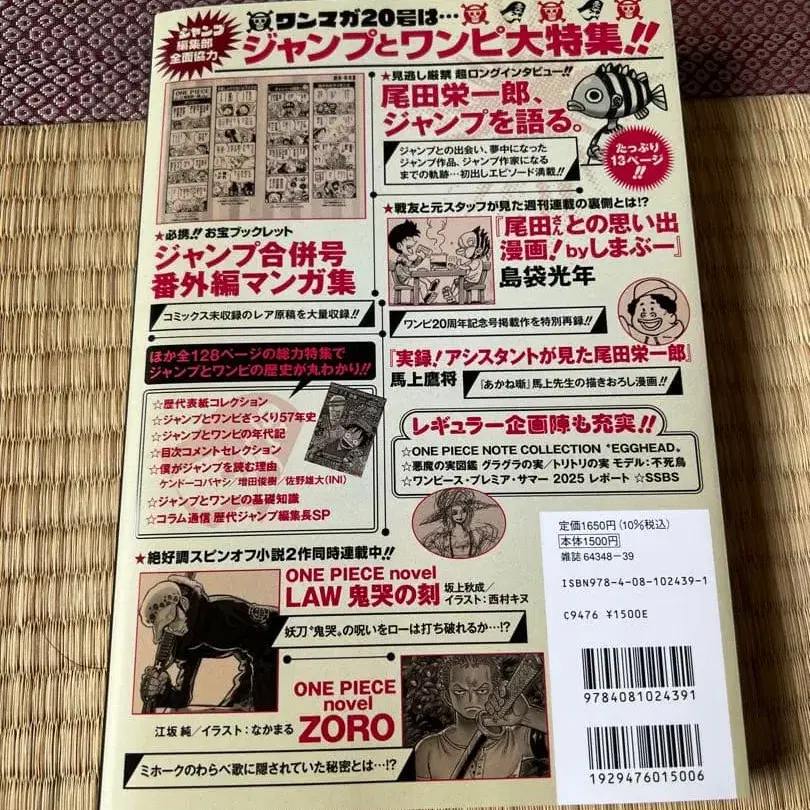 ジャンプ
編集部
全面協力
ワンマガ20号は…
ジャンプとワンピ大特集!!
ONE PIECE
★見逃し厳禁 超ロングインタビュー!!
尾田栄一郎、
ジャンプを語る。
ジャンプとの出会い、夢中になった
ジャンプ作品、ジャンプ作家になる
までの軌跡…初出しエピソード満載!!
たっぷり
13ページ
!!
★必携!! お宝ブックレット
ジャンプ合併号
番外編マンガ集
コミックス未収録のレア原稿を大量収録!!
★戦友と元スタッフが見た週刊連載の裏側とは!?
『尾田さんとの思い出
漫画!byしまぶー』
島袋光年
ワンピ20周年記念号掲載作を特別再録!!
『実録!アシスタントが見た尾田栄一郎』
馬上鷹将
『あかね噺』馬上先生の描きおろし漫画!!
ほか全128ページの総力特集で
ジャンプとワンピの歴史が丸わかり!!
☆歴代表紙コレクション
☆ジャンプとワンピざっくり57年史
☆ジャンプとワンピの年代記
☆目次コメントセレクション
☆僕がジャンプを読む理由
ケンドーコバヤシ/増田俊樹/佐野雄大(INI)
☆ジャンプとワンピの基礎知識
☆コラム通信 歴代ジャンプ編集長SP
レギュラー企画陣も充実!!
☆ONE PIECE NOTE COLLECTION "EGGHEAD"
☆悪魔の実図鑑 グラグラの実/トリトリの実 モデル:不死鳥
☆ワンピース・プレミア・サマー 2025 レポート ☆SSBS
★絶好調スピンオフ小説2作同時連載中!!
ONE PIECE novel
LAW 鬼哭の刻
坂上秋成/
イラスト:西村キヌ
妖刀"鬼哭"の呪いをローは打ち破れるか…!?
ONE PIECE
novel
ZORO
江坂 純/イラスト:なかまる
ミホークのわらべ歌に隠されていた秘密とは…!?
定価1650円(10%税込)
本体1500円
雑誌 64348-39
ISBN978-4-08-102439-1
C9476 ¥1500E
9784081024391
1929476015006